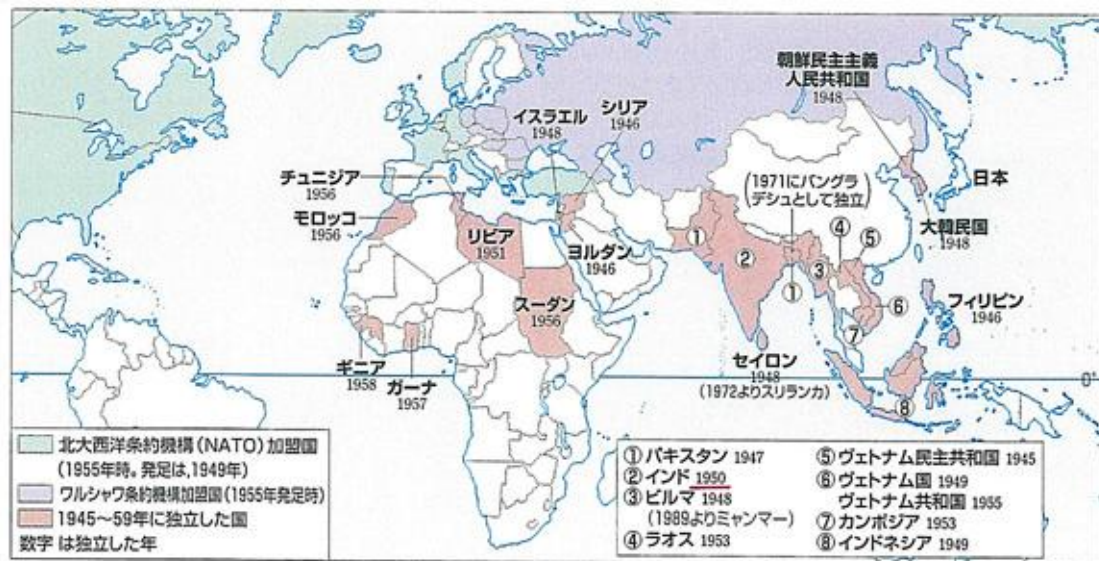 朝鮮民主主義
人民共和国
1948
シリア
1946
イスラエル
1948
チュニジア
1956
(1971にバングラ
デシュとして独立)
日本
モロッコ
1956
大韓民国
1948
リビア
1951
ヨルダン
1946
①
②
③
④
⑤
①
⑥
⑦
⑧
スーダン
1956
フィリピン
1946
ギニア
1958
ガーナ
1957
セイロン
1948
(1972よりスリランカ)
0°
北大西洋条約機構(NATO)加盟国
(1955年時。発足は,1949年)
ワルシャワ条約機構加盟国(1955年発足時)
1945〜59年に独立した国
数字 は独立した年
①パキスタン 1947
②インド 1950
③ビルマ 1948
(1989よりミャンマー)
④ラオス 1953
⑤ヴェトナム民主共和国 1945
⑥ヴェトナム国 1949
ヴェトナム共和国 1955
⑦カンボジア 1953
⑧インドネシア 1949